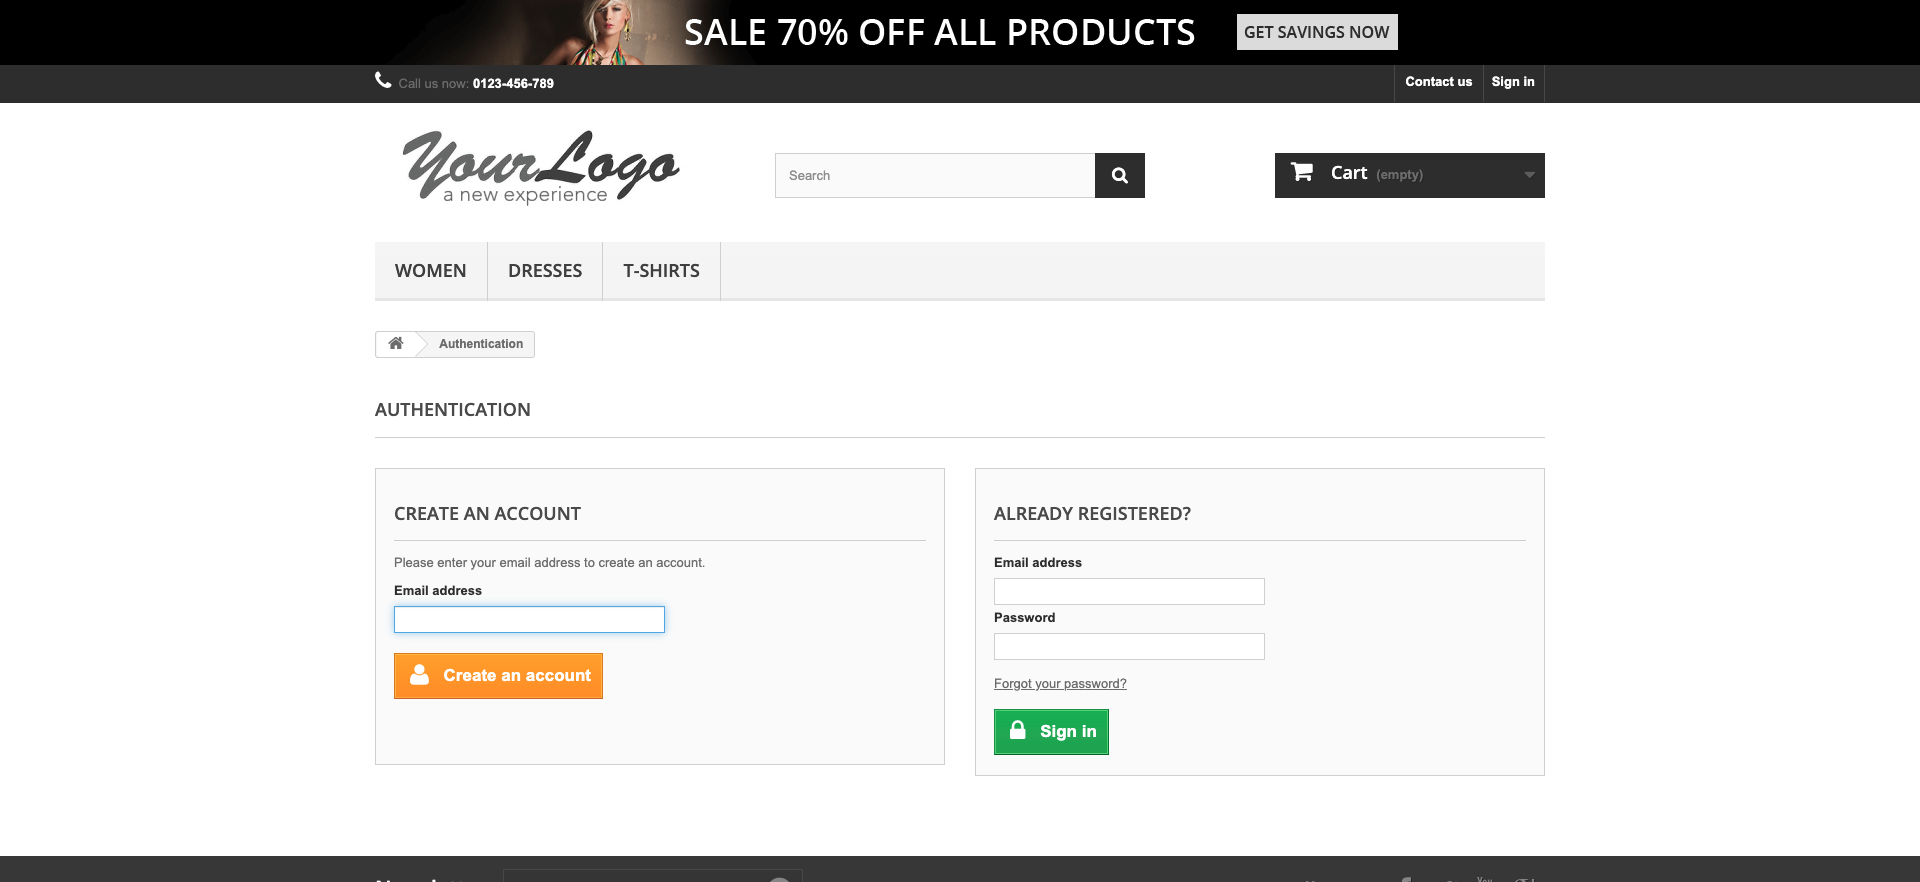 SALE 70% OFF ALL PRODUCTS
GET SAVINGS NOW
Call us now: 0123-456-789
Contact us
Sign in
YourLogo
a new experience
Search
Cart (empty)
WOMEN
DRESSES
T-SHIRTS
Authentication
AUTHENTICATION
CREATE AN ACCOUNT
Please enter your email address to create an account.
Email address
Create an account
ALREADY REGISTERED?
Email address
Password
Forgot your password?
Sign in